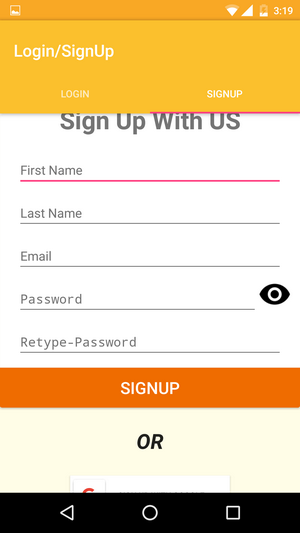 3:19
Login/SignUp
LOGIN
SIGNUP
Sign Up With US
First Name
Last Name
Email
Password
Retype-Password
SIGNUP
OR